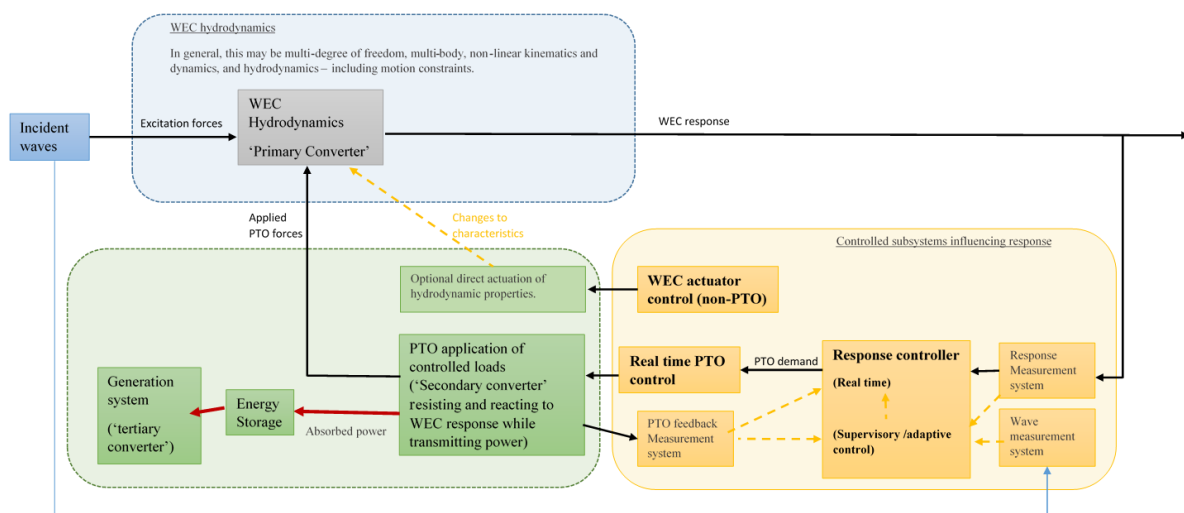 WEC hydrodynamics
In general, this may be multi-degree of freedom, multi-body, non-linear kinematics and
dynamics, and hydrodynamics – including motion constraints.
Incident
waves
Excitation forces
WEC
Hydrodynamics
‘Primary Converter’
WEC response
Applied
PTO forces
Changes to
characteristics
Controlled subsystems influencing response
Optional direct actuation of
hydrodynamic properties.
WEC actuator
control (non-PTO)
PTO application of
controlled loads
(‘Secondary converter’
resisting and reacting to
WEC response while
transmitting power)
Real time PTO
control
PTO demand
Response controller
(Real time)
(Supervisory /adaptive
control)
Response
Measurement
system
Generation
system
(‘tertiary
converter’)
Energy
Storage
Absorbed power
PTO feedback
Measurement
system
Wave
measurement
system